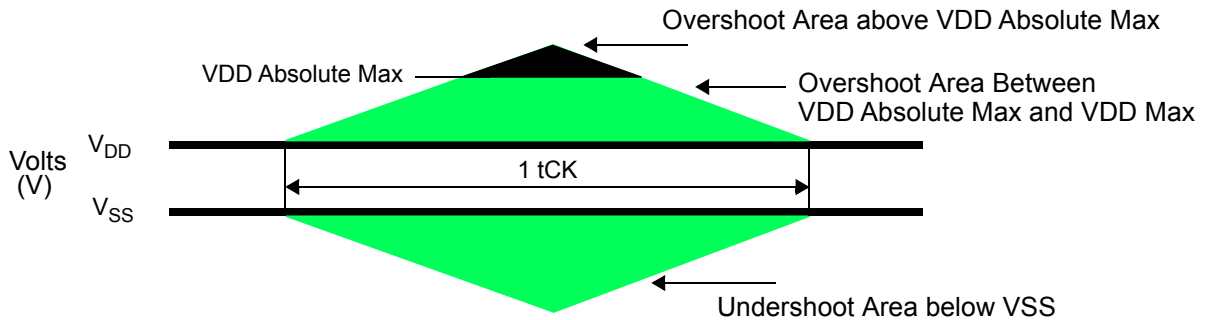 Overshoot Area above VDD Absolute Max
VDD Absolute Max
Overshoot Area Between
VDD Absolute Max and VDD Max
Volts
(V)
VDD
1 tCK
VSS
Undershoot Area below VSS